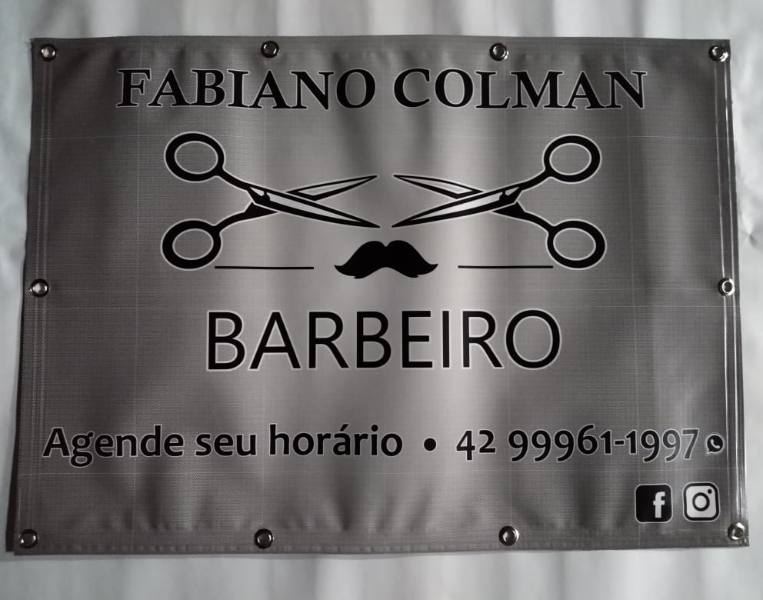 FABIANO COLMAN
BARBEIRO
Agende seu horário • 42 99961-1997